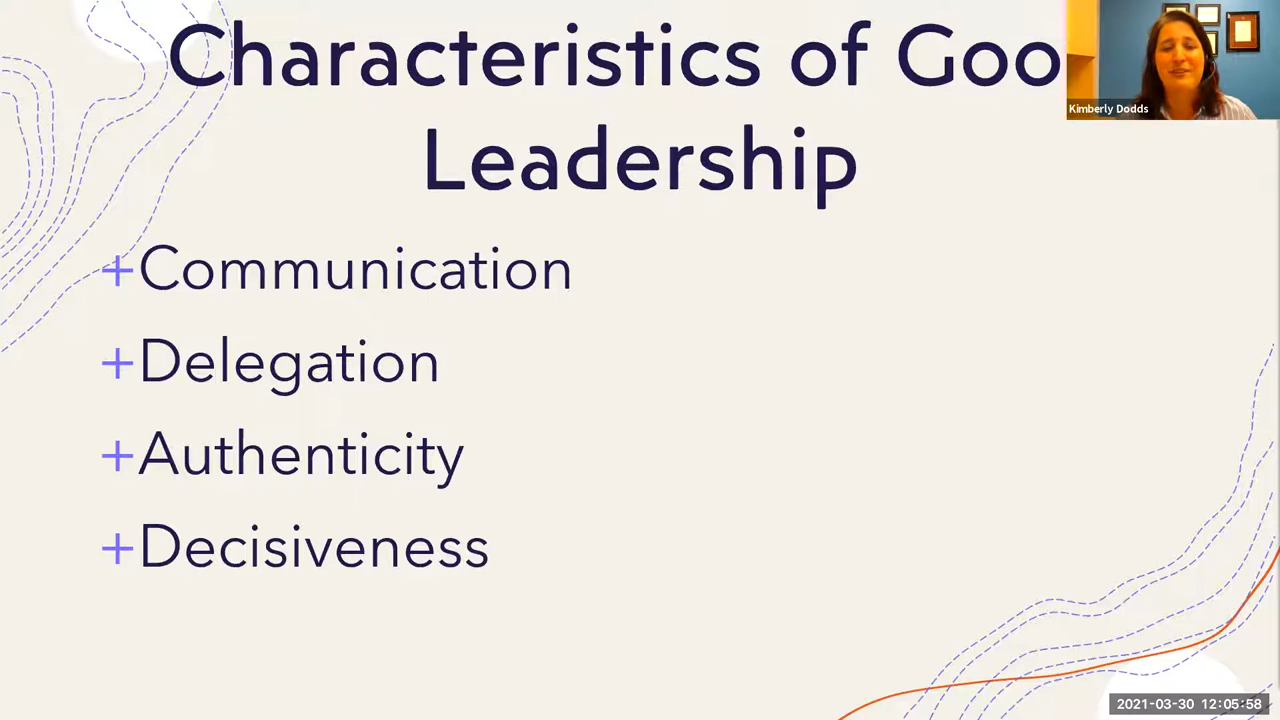 Characteristics of Goo
Leadership
Kimberly Dodds
+Communication
+Delegation
+Authenticity
+Decisiveness
2021-03-30 12:05:58